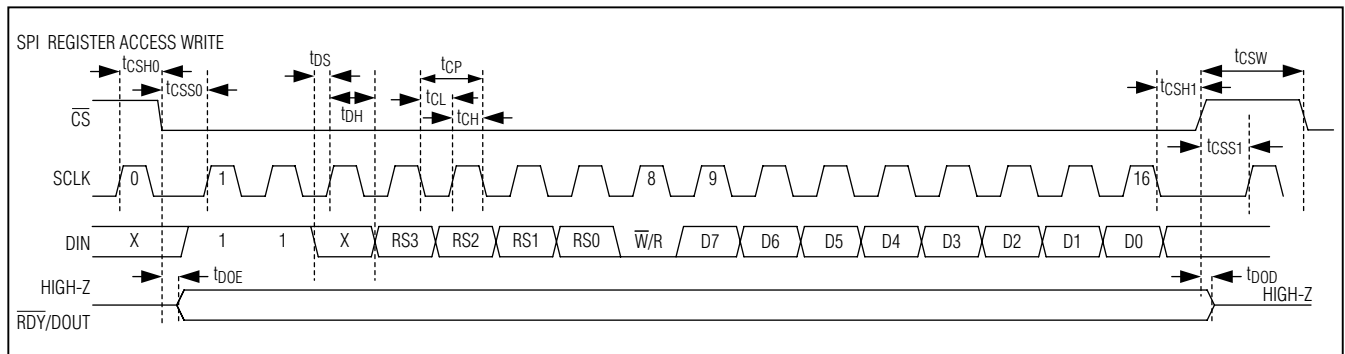 SPI REGISTER ACCESS WRITE
tCSH0 tDS tCP tCSW
tCSS0 tCL tCSH1
tDH tCH
CS
tCSS1
SCLK 0 1 8 9 16
DIN X 1 1 X RS3 RS2 RS1 RS0 W/R D7 D6 D5 D4 D3 D2 D1 D0
tDOE tDOD
HIGH-Z HIGH-Z
RDY/DOUT